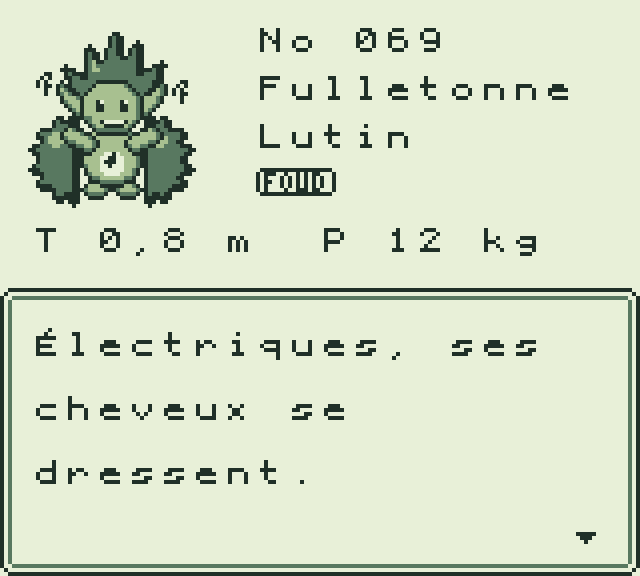 No 069
Fulletonne
Lutin
FOUD
T 0,8 m P 12 kg
Électriques, ses
cheveux se
dressent.